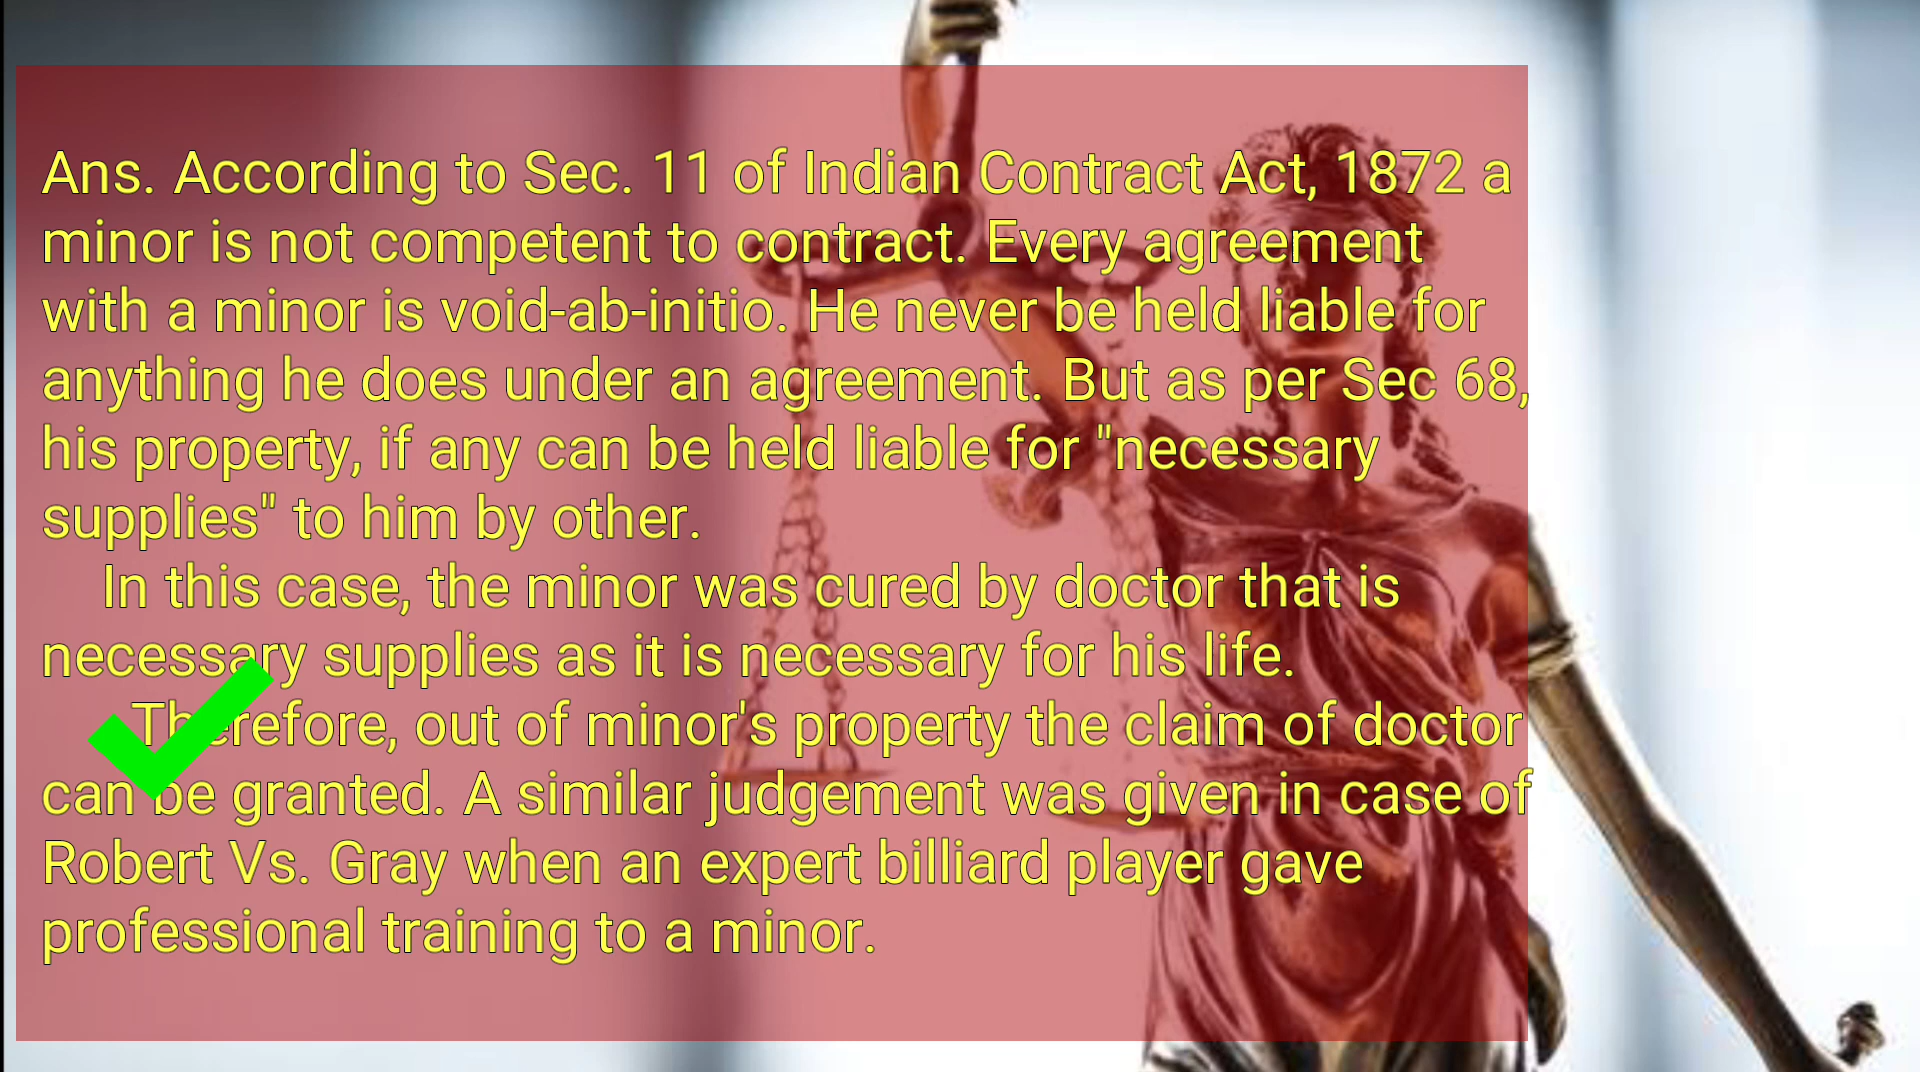 Ans. According to Sec. 11 of Indian Contract Act, 1872 a
minor is not competent to contract. Every agreement
with a minor is void-ab-initio. He never be held liable for
anything he does under an agreement. But as per Sec 68,
his property, if any can be held liable for "necessary
supplies" to him by other.
In this case, the minor was cured by doctor that is
necessary supplies as it is necessary for his life.
Therefore, out of minor's property the claim of doctor
can be granted. A similar judgement was given in case of
Robert Vs. Gray when an expert billiard player gave
professional training to a minor.